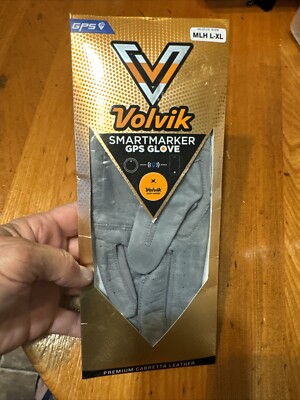 GPS
MLH L-XL
Volvik
SMARTMARKER
GPS GLOVE
Volvik
PREMIUM CABRETTA LEATHER